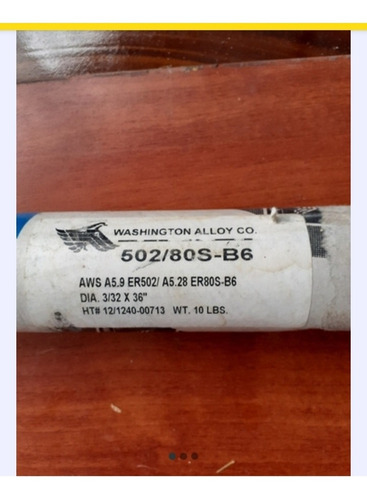 WASHINGTON ALLOY CO.
502/80S-B6
AWS A5.9 ER502/ A5.28 ER80S-B6
DIA. 3/32 X 36"
HT# 12/1240-00713 WT. 10 LBS.